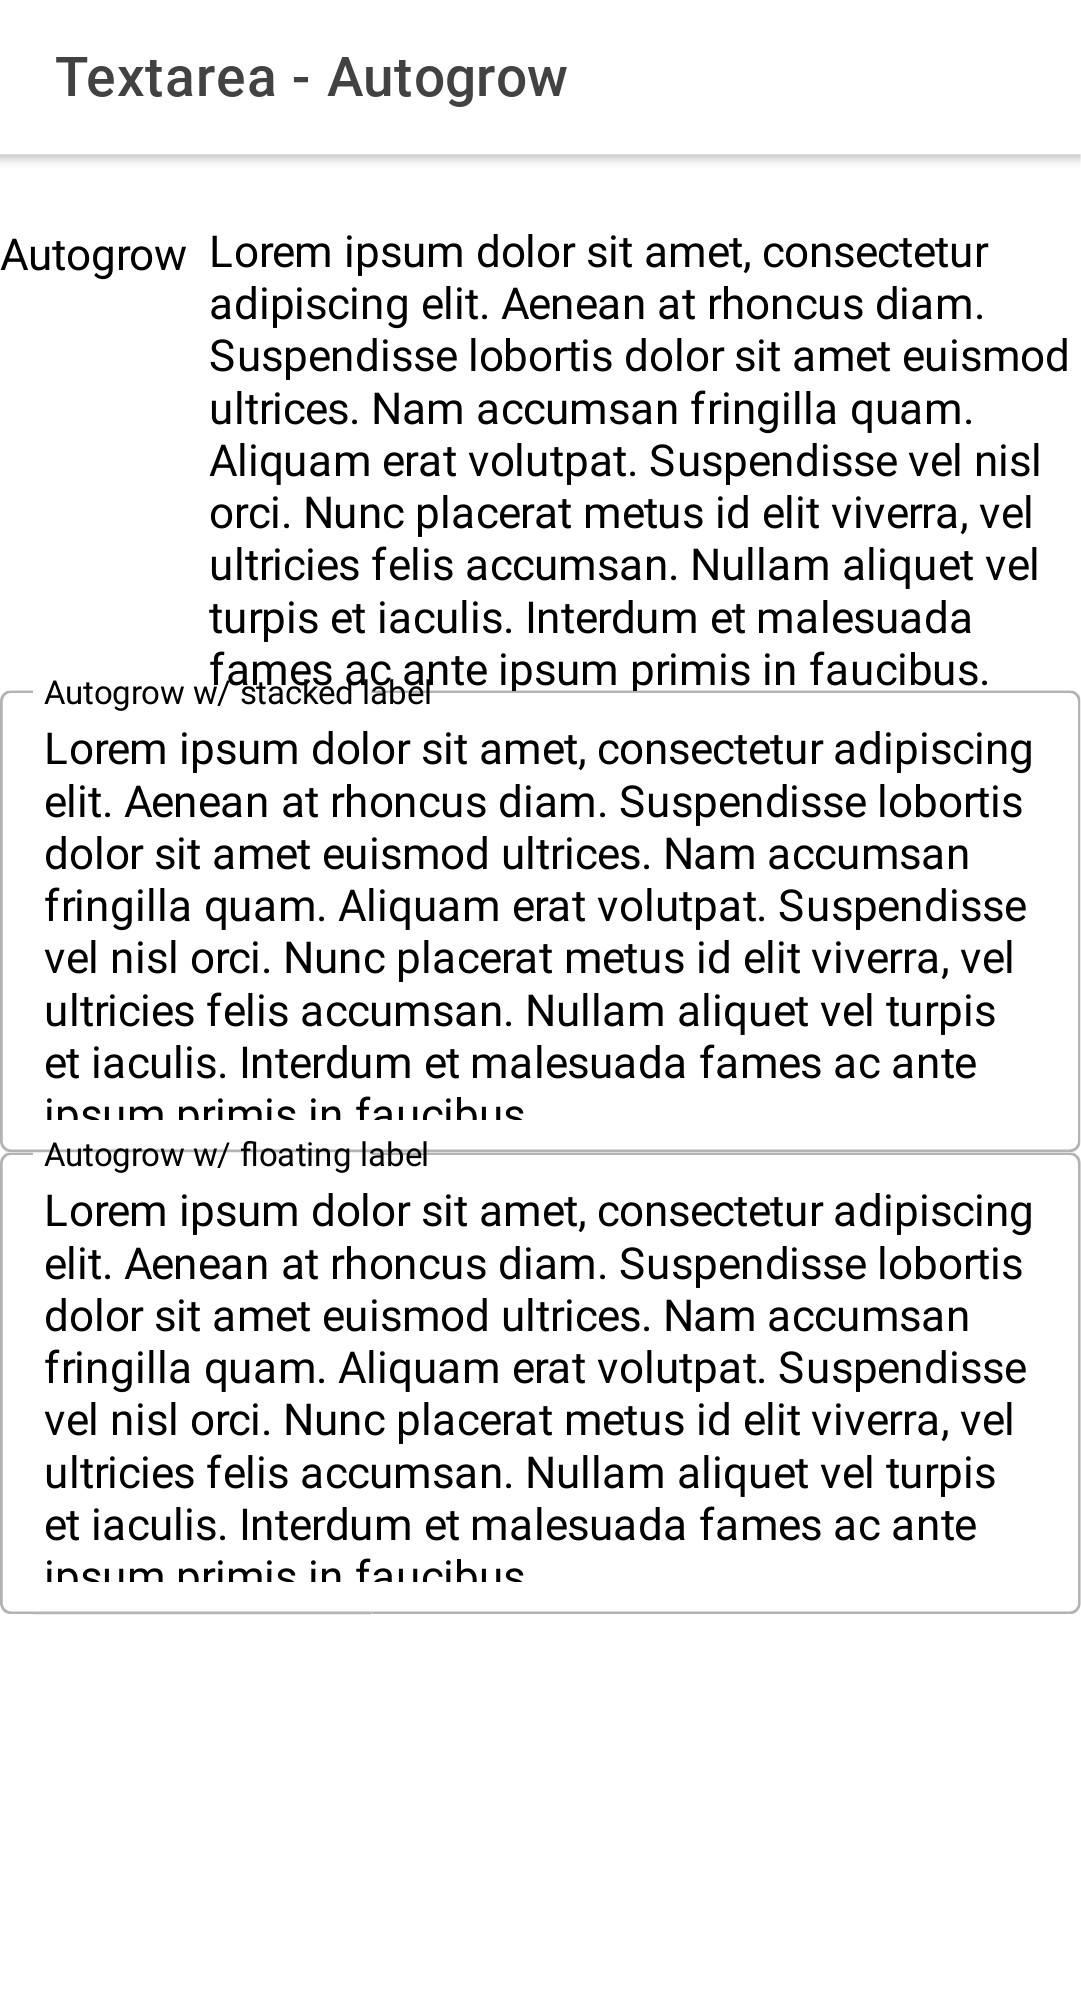 Textarea - Autogrow
Autogrow
Lorem ipsum dolor sit amet, consectetur
adipiscing elit. Aenean at rhoncus diam.
Suspendisse lobortis dolor sit amet euismod
ultrices. Nam accumsan fringilla quam.
Aliquam erat volutpat. Suspendisse vel nisl
orci. Nunc placerat metus id elit viverra, vel
ultricies felis accumsan. Nullam aliquet vel
turpis et iaculis. Interdum et malesuada
fames ac ante ipsum primis in faucibus.
Autogrow w/ stacked label
Lorem ipsum dolor sit amet, consectetur adipiscing
elit. Aenean at rhoncus diam. Suspendisse lobortis
dolor sit amet euismod ultrices. Nam accumsan
fringilla quam. Aliquam erat volutpat. Suspendisse
vel nisl orci. Nunc placerat metus id elit viverra, vel
ultricies felis accumsan. Nullam aliquet vel turpis
et iaculis. Interdum et malesuada fames ac ante
ipsum primis in faucibus.
Autogrow w/ floating label
Lorem ipsum dolor sit amet, consectetur adipiscing
elit. Aenean at rhoncus diam. Suspendisse lobortis
dolor sit amet euismod ultrices. Nam accumsan
fringilla quam. Aliquam erat volutpat. Suspendisse
vel nisl orci. Nunc placerat metus id elit viverra, vel
ultricies felis accumsan. Nullam aliquet vel turpis
et iaculis. Interdum et malesuada fames ac ante
ipsum primis in faucibus.